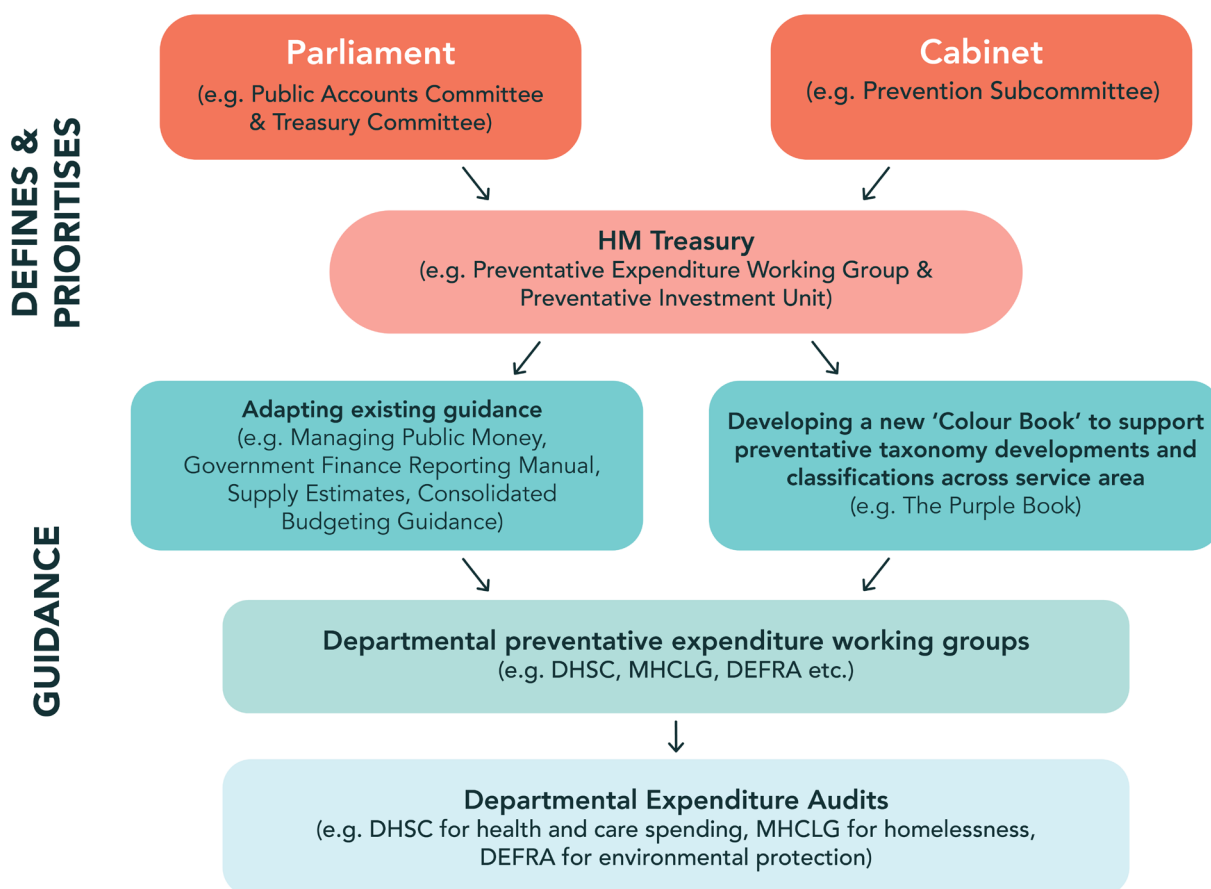 Parliament
(e.g. Public Accounts Committee
& Treasury Committee)
Cabinet
(e.g. Prevention Subcommittee)
DEFINES &
PRIORITISES
HM Treasury
(e.g. Preventative Expenditure Working Group &
Preventative Investment Unit)
Adapting existing guidance
(e.g. Managing Public Money,
Government Finance Reporting Manual,
Supply Estimates, Consolidated
Budgeting Guidance)
Developing a new ‘Colour Book’ to support
preventative taxonomy developments and
classifications across service area
(e.g. The Purple Book)
GUIDANCE
Departmental preventative expenditure working groups
(e.g. DHSC, MHCLG, DEFRA etc.)
Departmental Expenditure Audits
(e.g. DHSC for health and care spending, MHCLG for homelessness,
DEFRA for environmental protection)